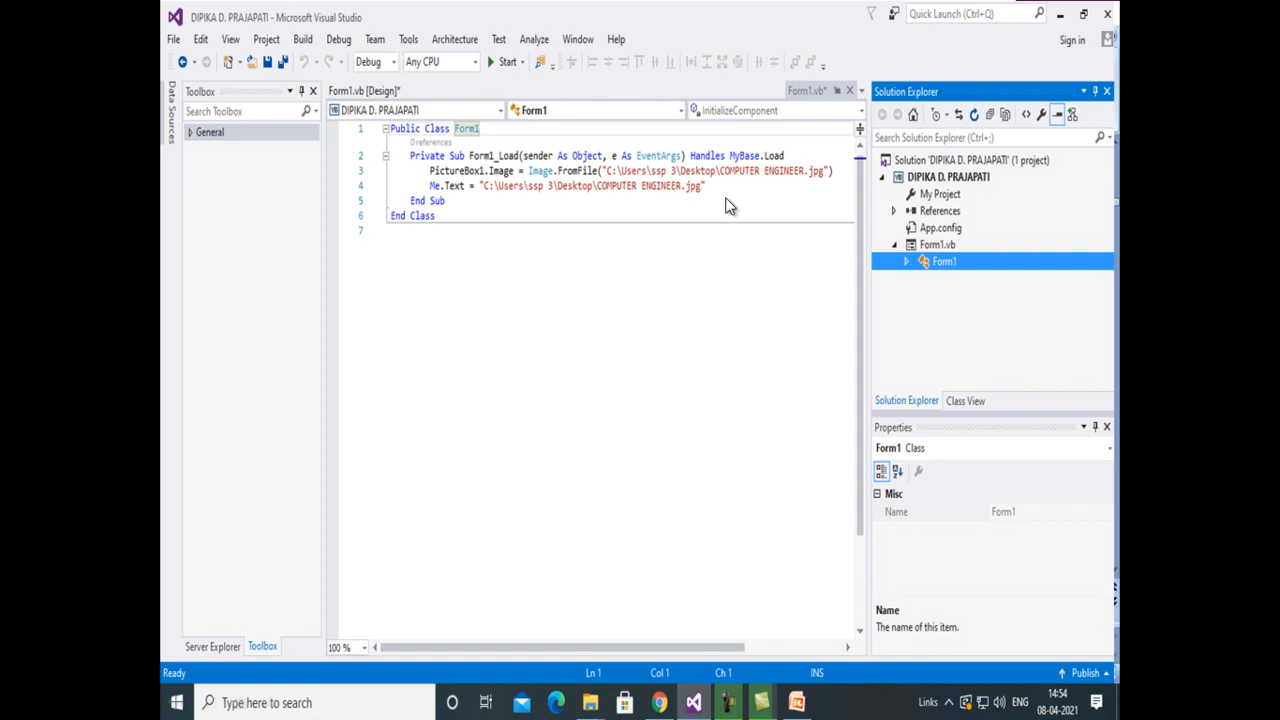 DIPIKA D. PRAJAPATI - Microsoft Visual Studio
Quick Launch (Ctrl+Q)
File Edit View Project Build Debug Team Tools Architecture Test Analyze Window Help
Sign in
Debug Any CPU Start
Data Sources
Toolbox
Search Toolbox
General
Server Explorer Toolbox
Form1.vb [Design]* Form1.vb*
DIPIKA D. PRAJAPATI Form1 InitializeComponent
1 Public Class Form1
0 references
2 Private Sub Form1_Load(sender As Object, e As EventArgs) Handles MyBase.Load
3 PictureBox1.Image = Image.FromFile("C:\Users\ssp 3\Desktop\COMPUTER ENGINEER.jpg")
4 Me.Text = "C:\Users\ssp 3\Desktop\COMPUTER ENGINEER.jpg"
5 End Sub
6 End Class
7
100 %
Solution Explorer
Search Solution Explorer (Ctrl+;)
Solution 'DIPIKA D. PRAJAPATI' (1 project)
DIPIKA D. PRAJAPATI
My Project
References
App.config
Form1.vb
Form1
Solution Explorer Class View
Properties
Form1 Class
Misc
Name Form1
Name
The name of this item.
Ready Ln 1 Col 1 Ch 1 INS Publish
Type here to search
Links ENG 14:54
08-04-2021